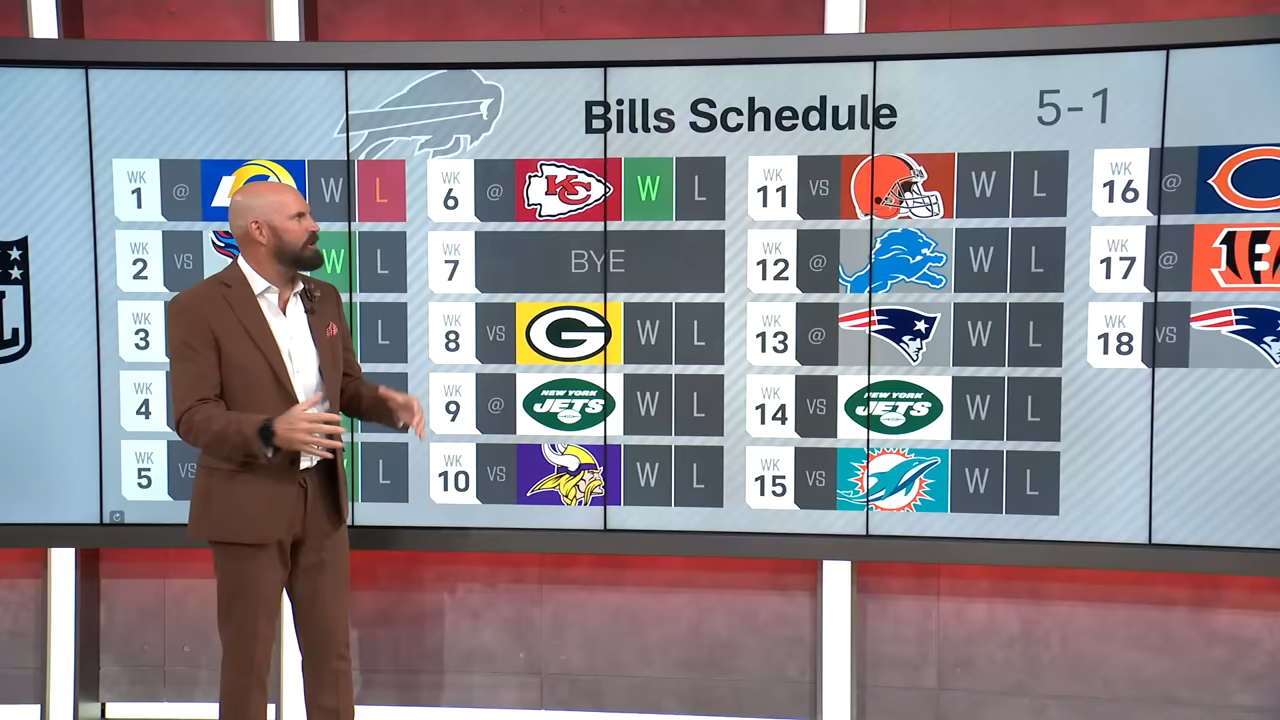 Bills Schedule
5-1
WK 1 @ W L
WK 2 VS W L
WK 3 L
WK 4
WK 5 VS L
WK 6 @ KC W L
WK 7 BYE
WK 8 VS G W L
WK 9 @ NEW YORK JETS W L
WK 10 VS W L
WK 11 VS W L
WK 12 @ W L
WK 13 @ W L
WK 14 VS NEW YORK JETS W L
WK 15 VS W L
WK 16 @
WK 17 @
WK 18 VS